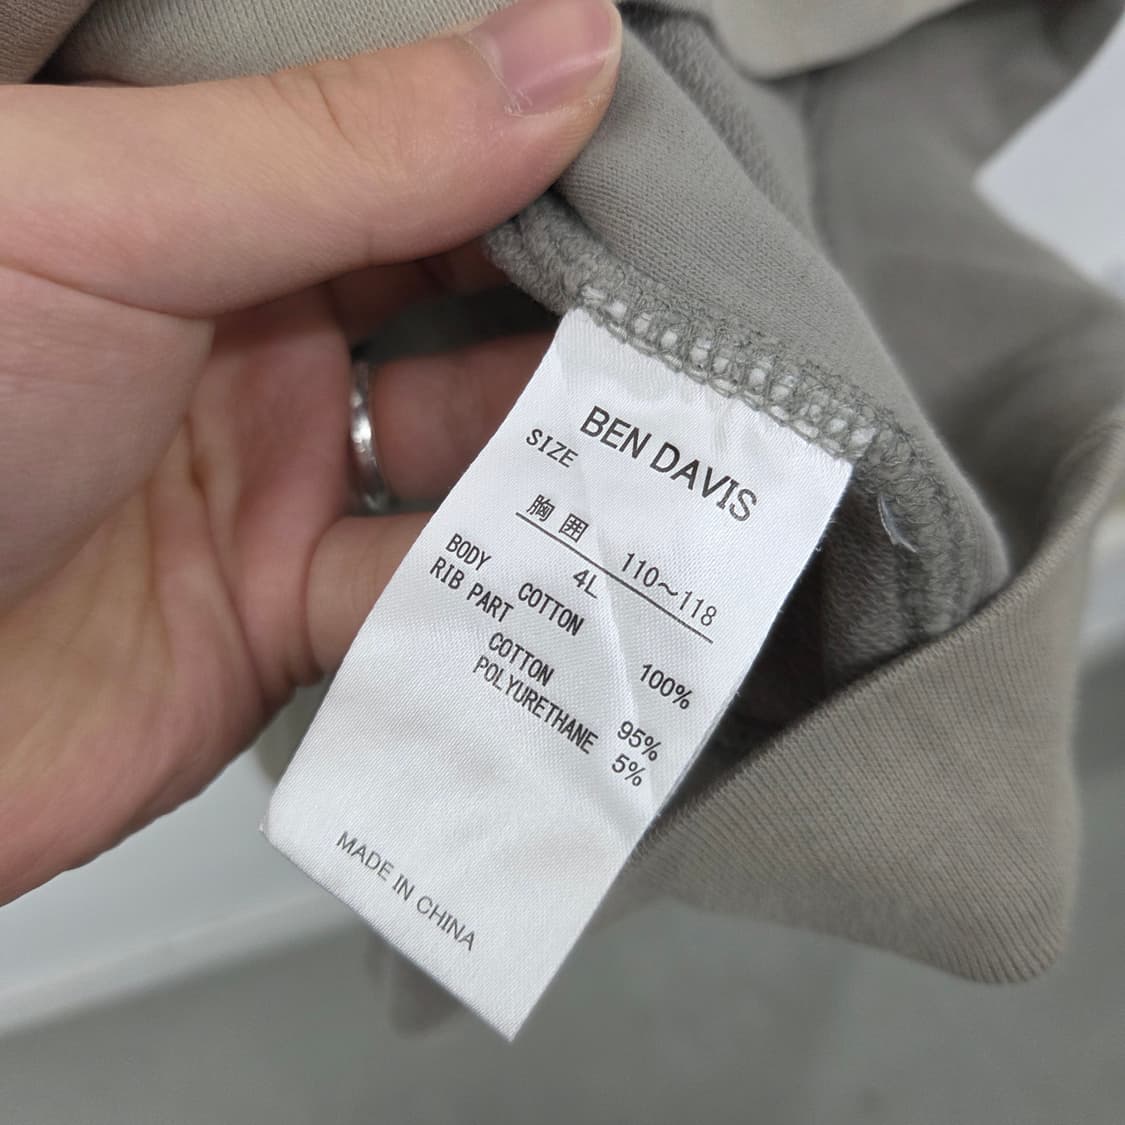 BEN DAVIS
SIZE
胸囲 110～118
4L
BODY
COTTON 100%
RIB PART
COTTON 95%
POLYURETHANE 5%
MADE IN CHINA